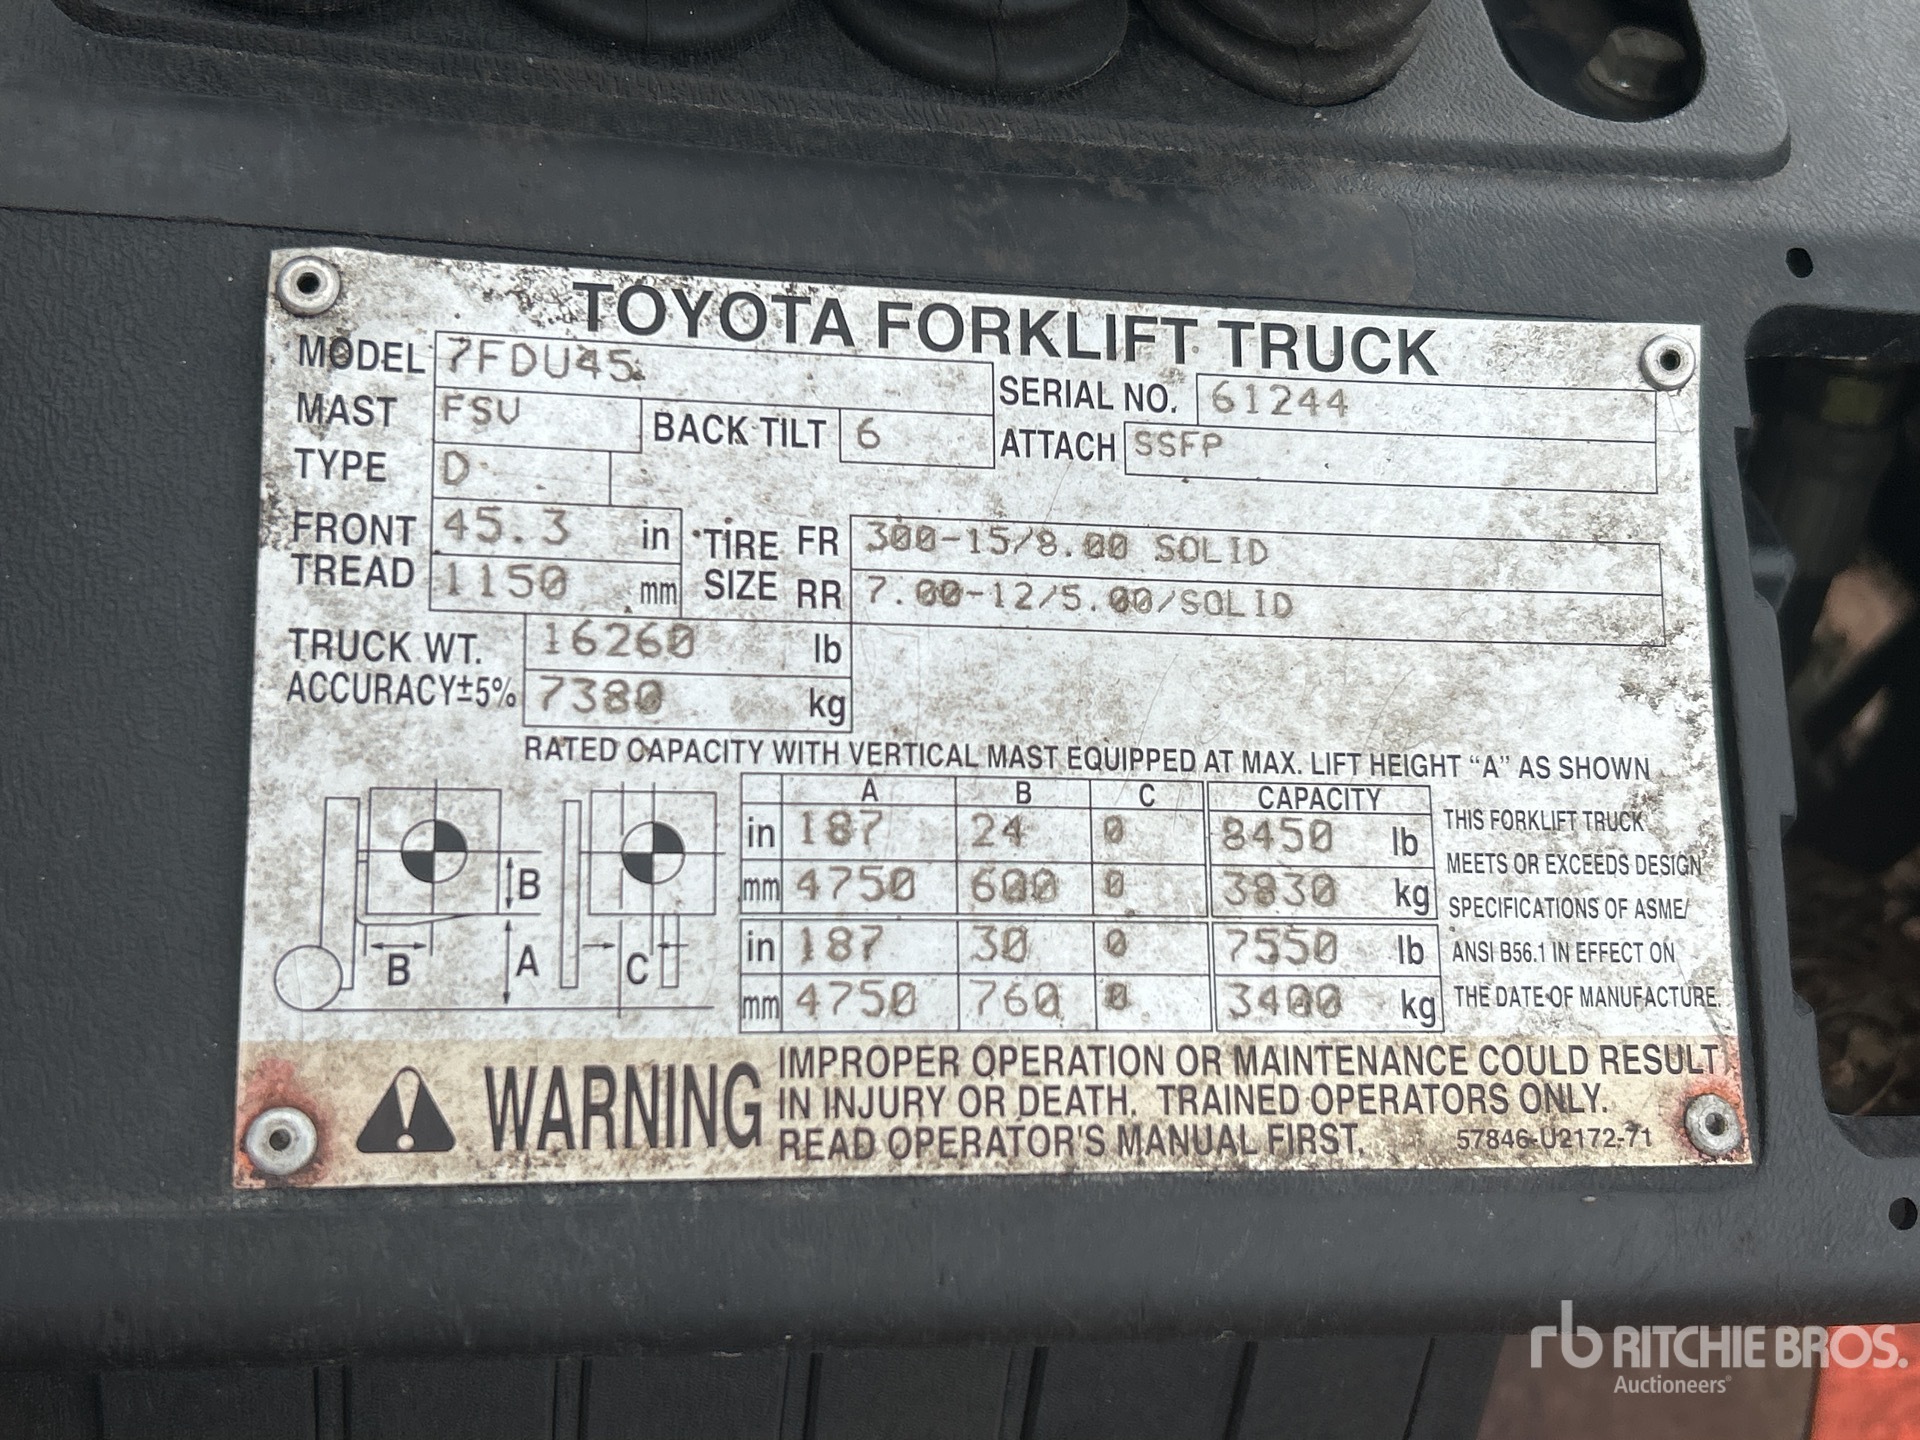 TOYOTA FORKLIFT TRUCK
MODEL 7FDU45
SERIAL NO. 61244
MAST FSV BACK TILT 6
ATTACH SSFP
TYPE D
FRONT TREAD 45.3 in
1150 mm
TIRE SIZE FR 300-15/8.00 SOLID
RR 7.00-12/5.00/SOLID
TRUCK WT. 16260 lb
ACCURACY±5% 7380 kg
RATED CAPACITY WITH VERTICAL MAST EQUIPPED AT MAX. LIFT HEIGHT “A” AS SHOWN
A B C CAPACITY
in 187 24 0 8450 lb
mm 4750 600 0 3830 kg
in 187 30 0 7550 lb
mm 4750 760 0 3400 kg
B
B
A
C
THIS FORKLIFT TRUCK
MEETS OR EXCEEDS DESIGN
SPECIFICATIONS OF ASME/
ANSI B56.1 IN EFFECT ON
THE DATE OF MANUFACTURE.
WARNING
IMPROPER OPERATION OR MAINTENANCE COULD RESULT
IN INJURY OR DEATH. TRAINED OPERATORS ONLY.
READ OPERATOR'S MANUAL FIRST. 57846-U2172-71
rb RITCHIE BROS.
Auctioneers